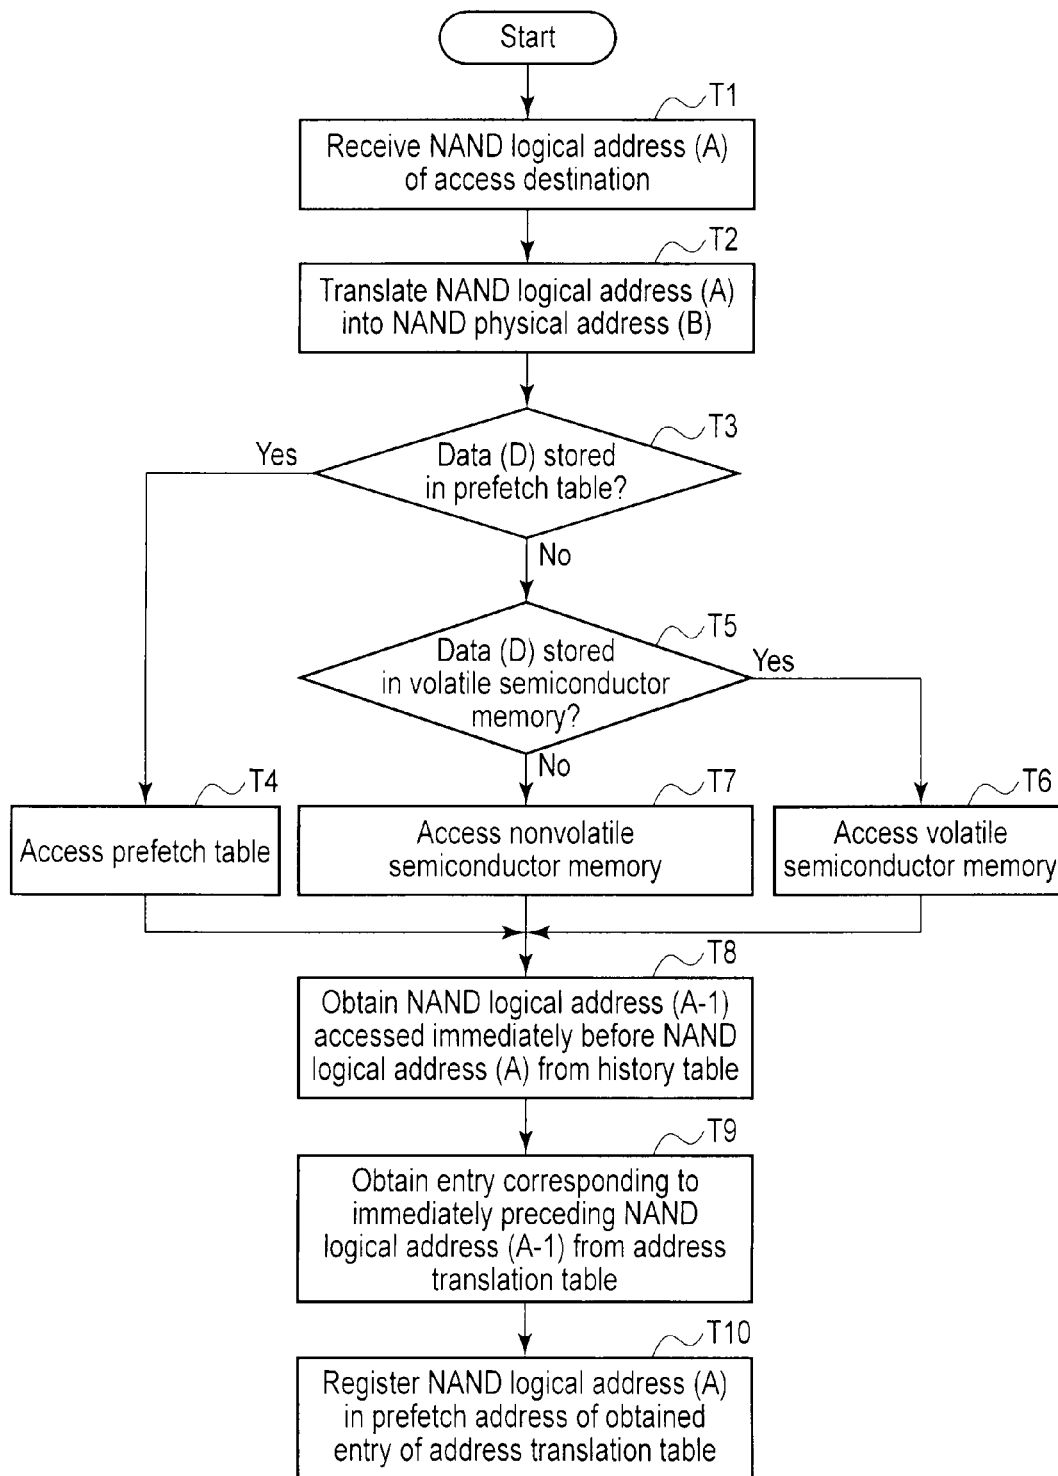 Start
T1
Receive NAND logical address (A)
of access destination
T2
Translate NAND logical address (A)
into NAND physical address (B)
T3
Data (D) stored
in prefetch table?
Yes
No
T5
Data (D) stored
in volatile semiconductor
memory?
Yes
No
T4
Access prefetch table
T7
Access nonvolatile
semiconductor memory
T6
Access volatile
semiconductor memory
T8
Obtain NAND logical address (A-1)
accessed immediately before NAND
logical address (A) from history table
T9
Obtain entry corresponding to
immediately preceding NAND
logical address (A-1) from address
translation table
T10
Register NAND logical address (A)
in prefetch address of obtained
entry of address translation table